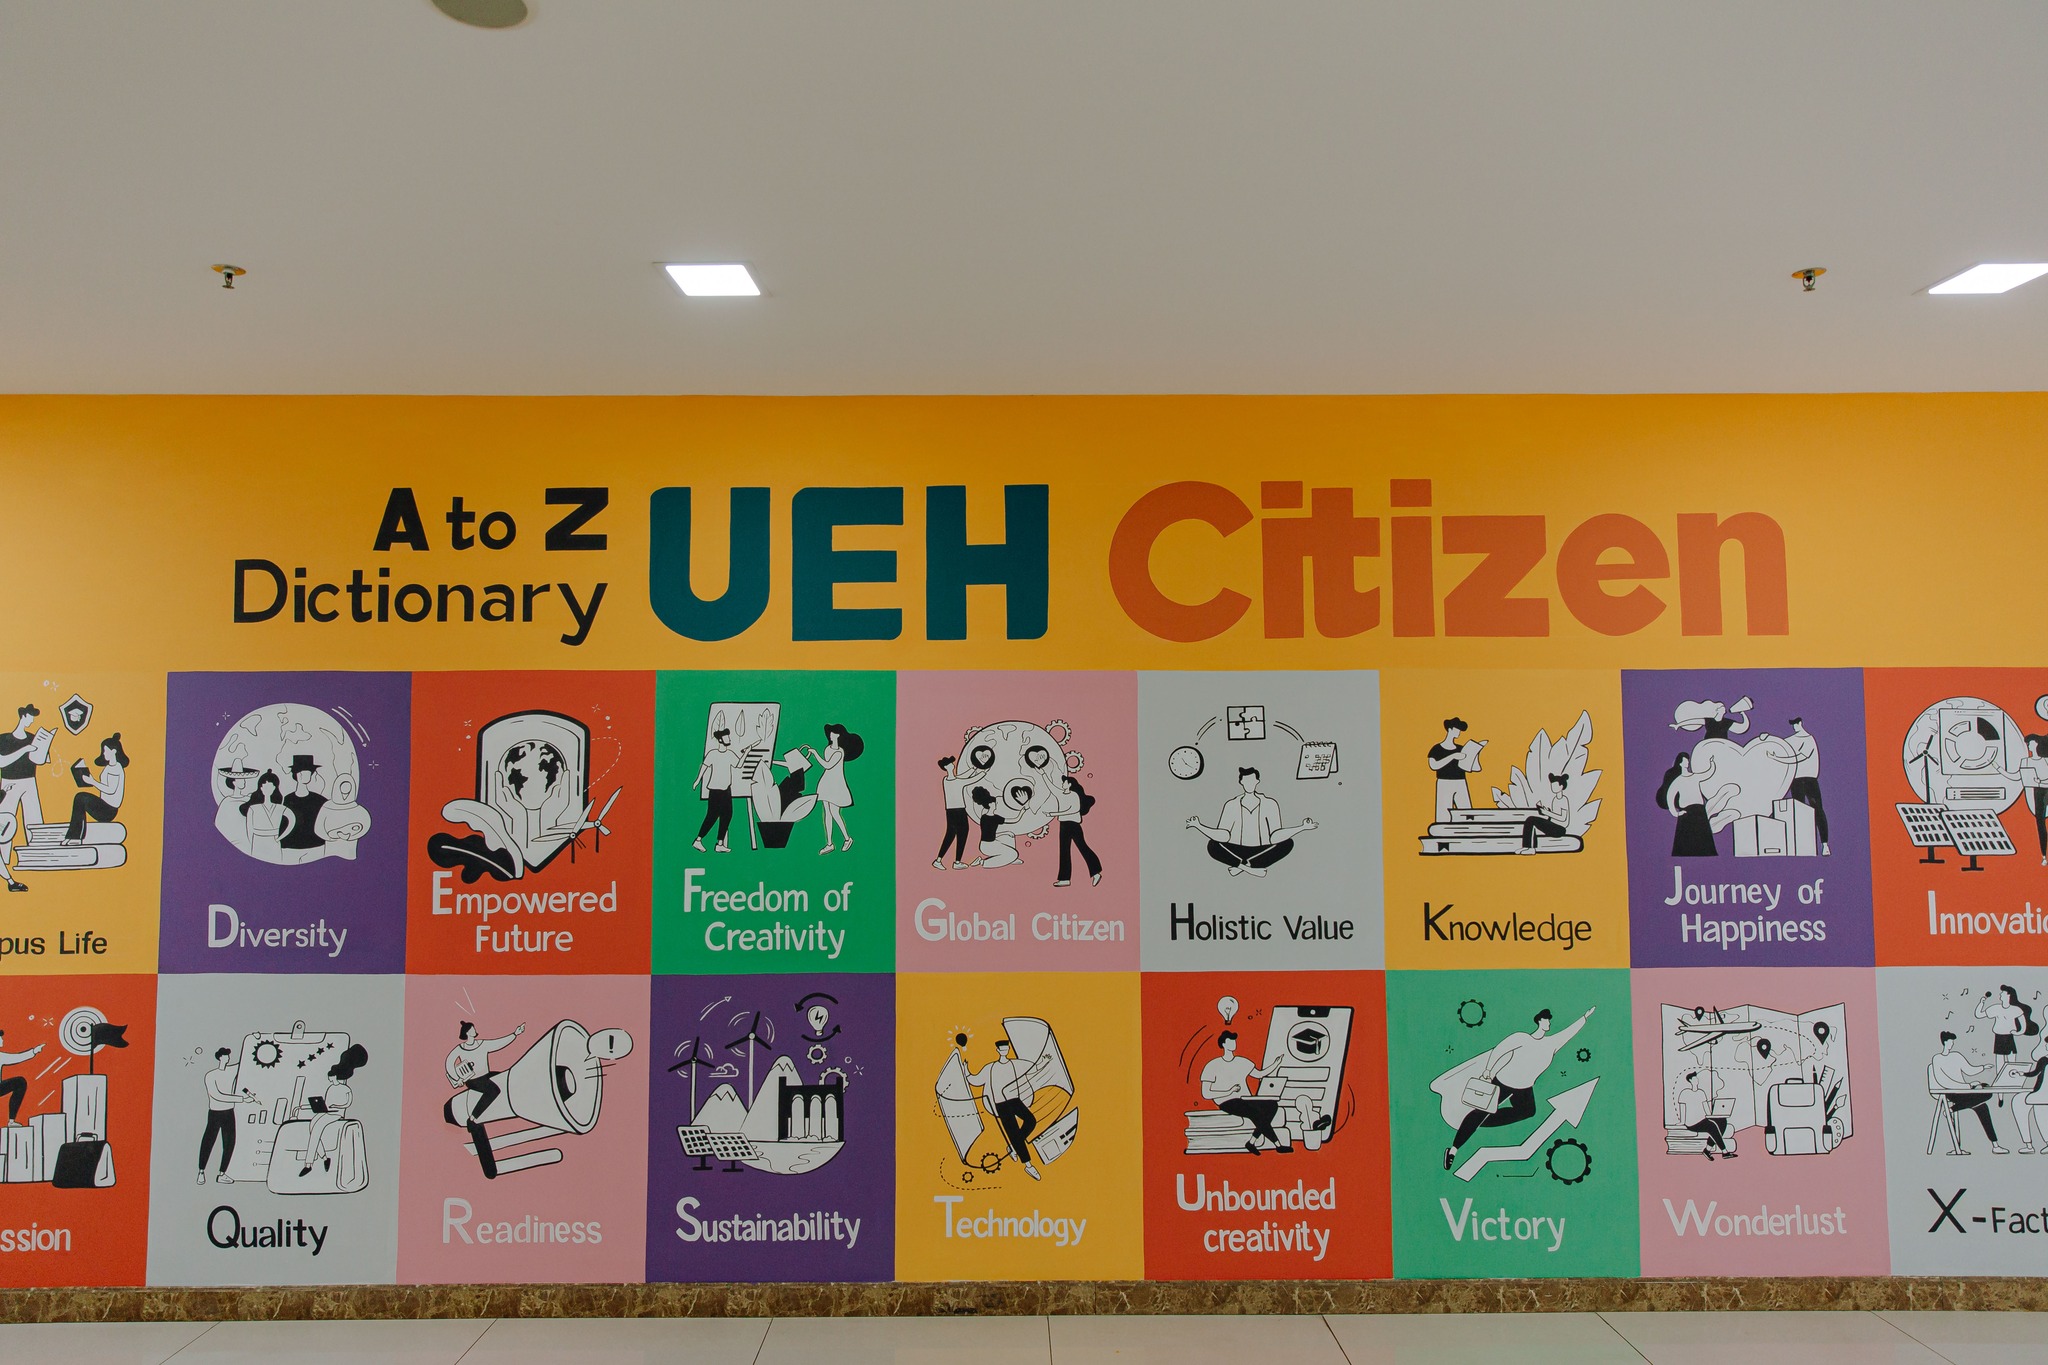 A to Z
Dictionary
UEH Citizen
pus Life
Diversity
Empowered
Future
Freedom of
Creativity
Global Citizen
Holistic Value
Knowledge
Journey of
Happiness
Innovatio
ssion
Quality
Readiness
Sustainability
Technology
Unbounded
creativity
Victory
Wonderlust
X-Fact